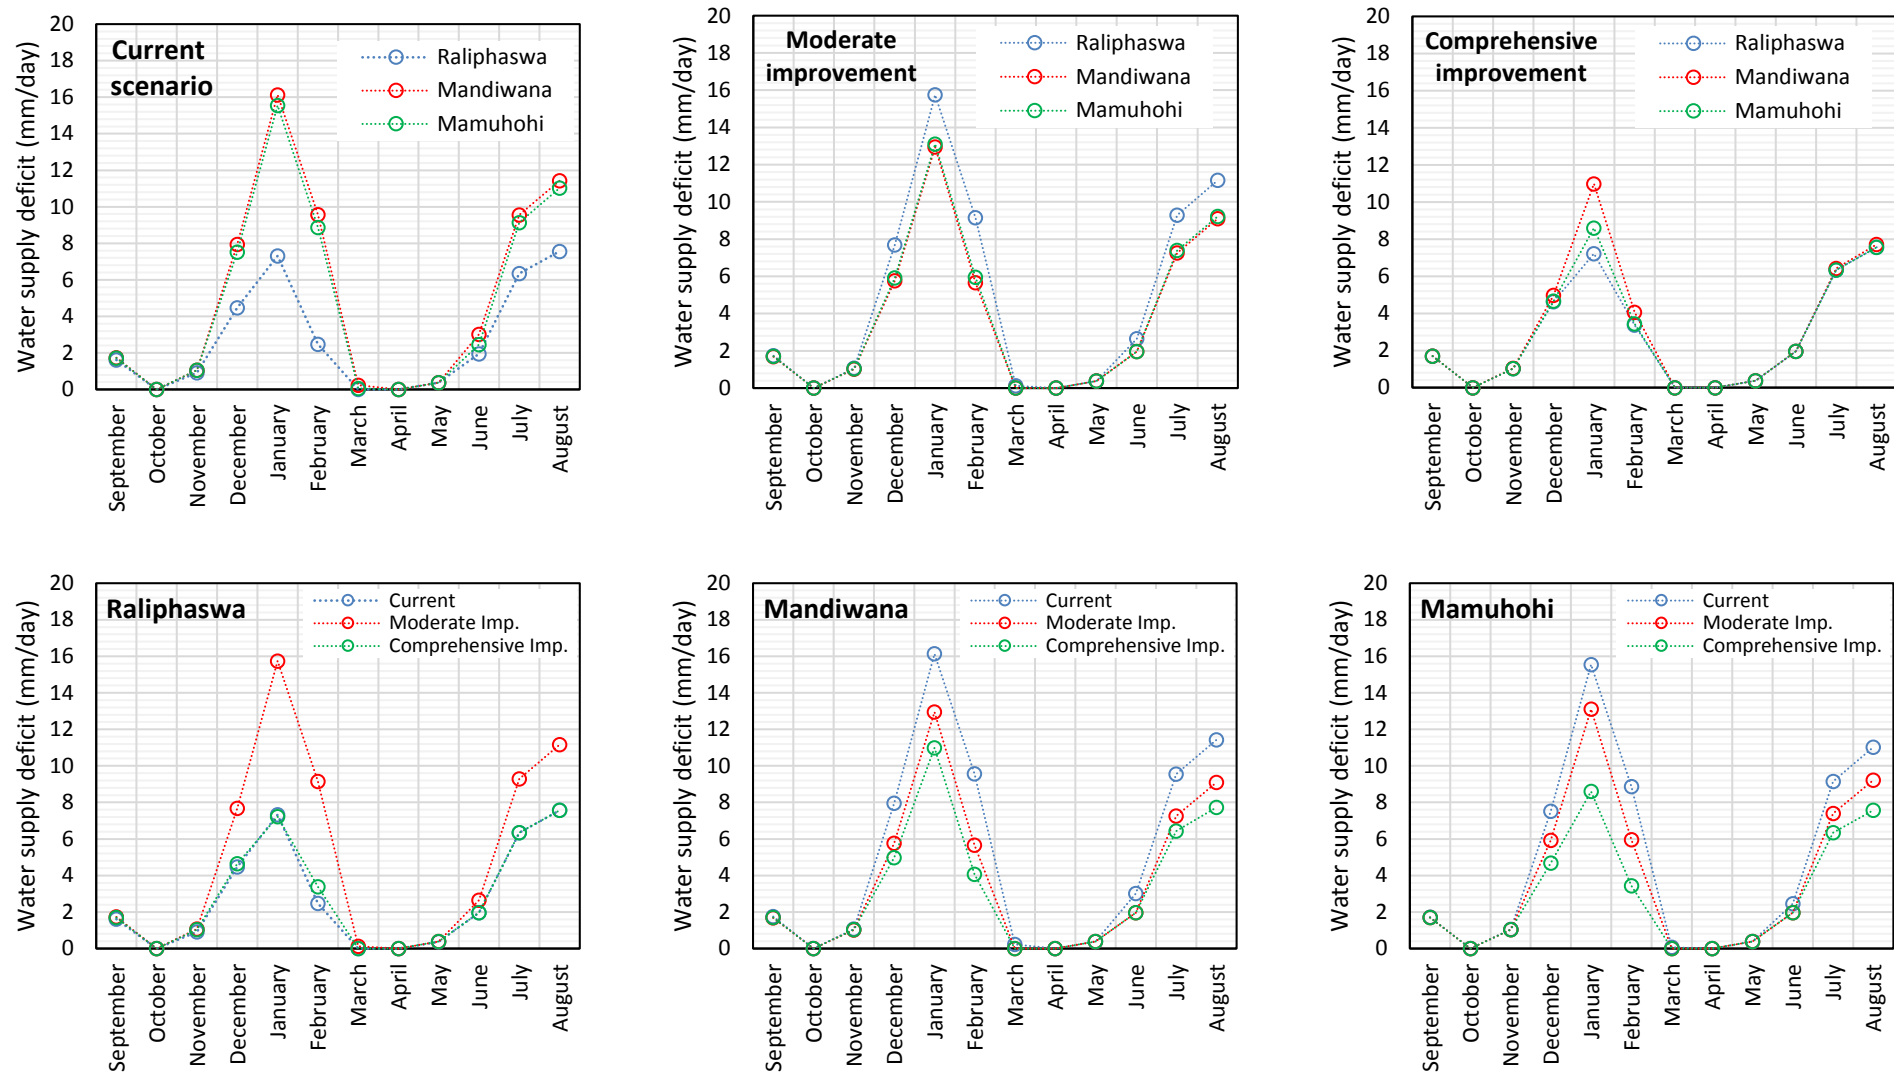 Water supply deficit (mm/day)
20
18
16
14
12
10
8
6
4
2
0
Current
scenario
Raliphaswa
Mandiwana
Mamuhohi
September
October
November
December
January
February
March
April
May
June
July
August
Water supply deficit (mm/day)
20
18
16
14
12
10
8
6
4
2
0
Moderate
improvement
Raliphaswa
Mandiwana
Mamuhohi
September
October
November
December
January
February
March
April
May
June
July
August
Water supply deficit (mm/day)
20
18
16
14
12
10
8
6
4
2
0
Comprehensive
improvement
Raliphaswa
Mandiwana
Mamuhohi
September
October
November
December
January
February
March
April
May
June
July
August
Water supply deficit (mm/day)
20
18
16
14
12
10
8
6
4
2
0
Raliphaswa
Current
Moderate Imp.
Comprehensive Imp.
September
October
November
December
January
February
March
April
May
June
July
August
Water supply deficit (mm/day)
20
18
16
14
12
10
8
6
4
2
0
Mandiwana
Current
Moderate Imp.
Comprehensive Imp.
September
October
November
December
January
February
March
April
May
June
July
August
Water supply deficit (mm/day)
20
18
16
14
12
10
8
6
4
2
0
Mamuhohi
Current
Moderate Imp.
Comprehensive Imp.
September
October
November
December
January
February
March
April
May
June
July
August